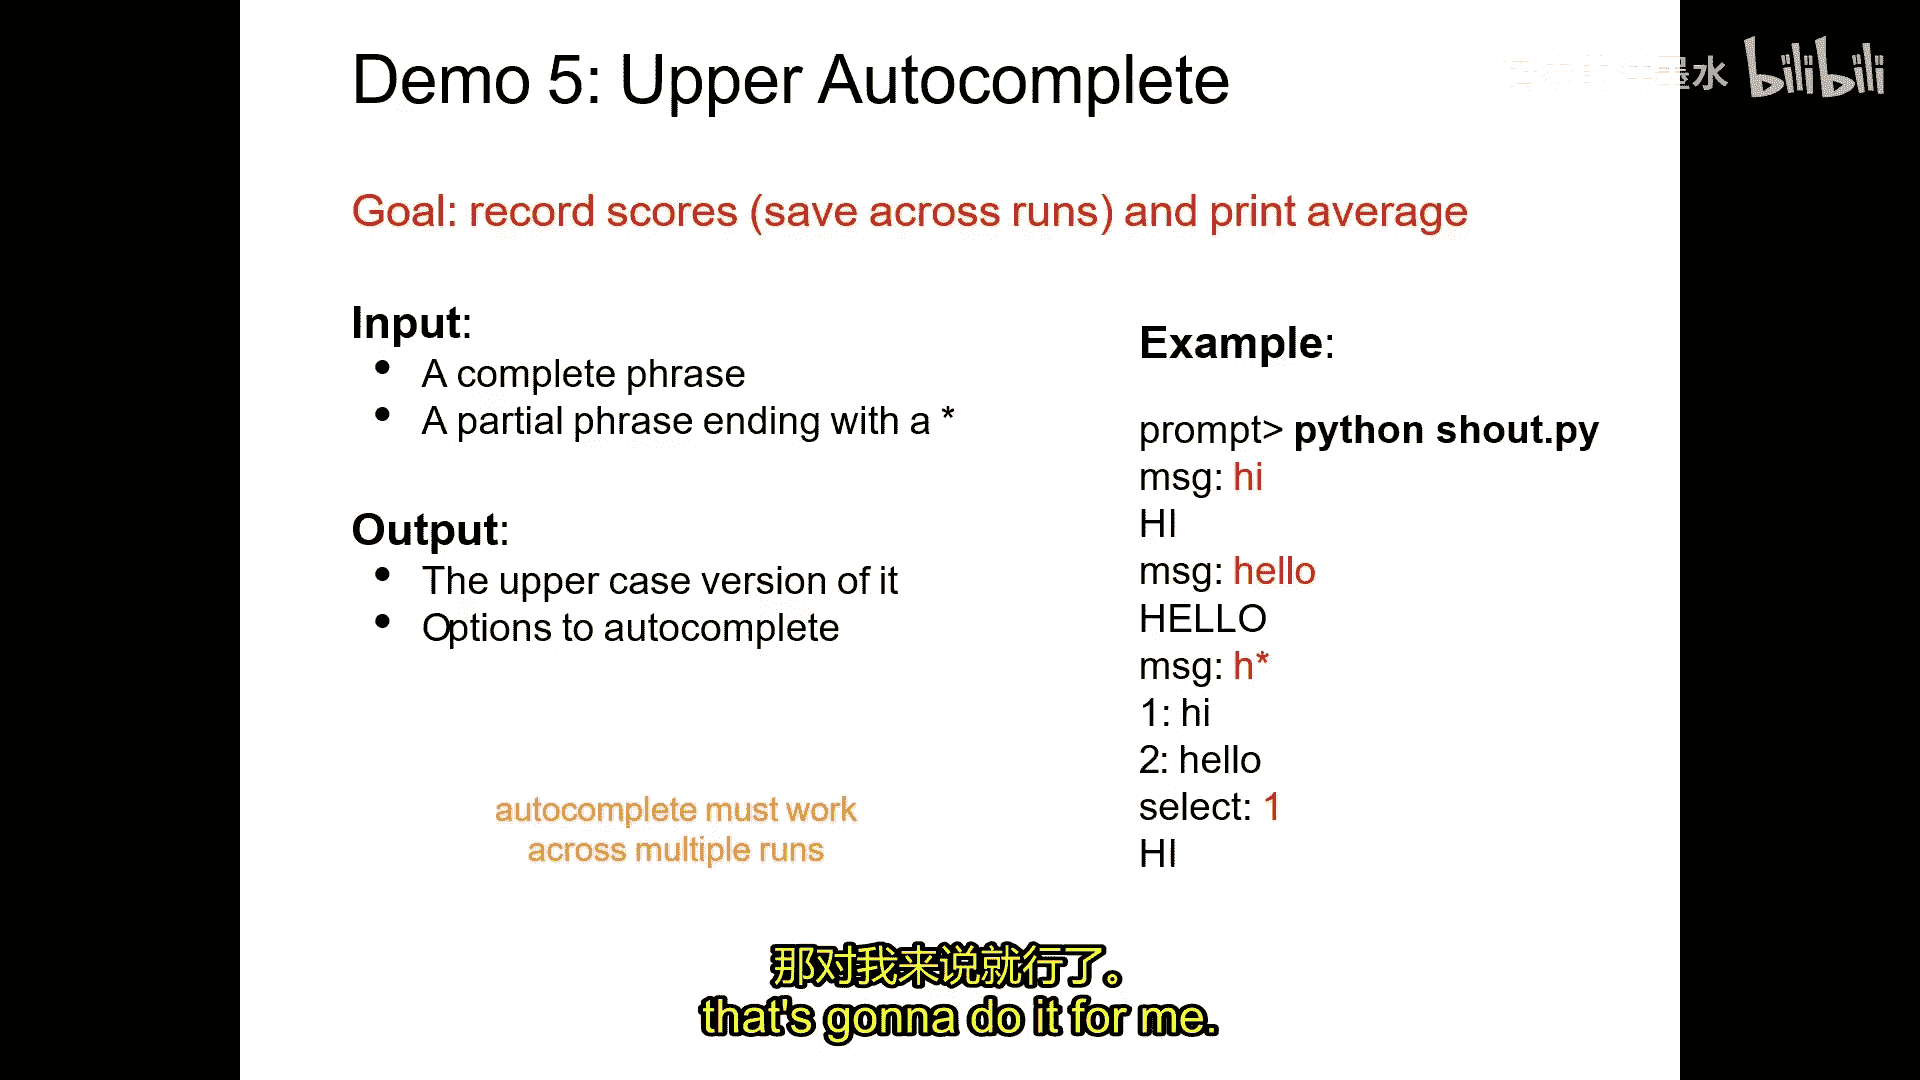 Demo 5: Upper Autocomplete
Goal: record scores (save across runs) and print average
Input:
• A complete phrase
• A partial phrase ending with a *
Output:
• The upper case version of it
• Options to autocomplete
autocomplete must work
across multiple runs
Example:
prompt> python shout.py
msg: hi
HI
msg: hello
HELLO
msg: h*
1: hi
2: hello
select: 1
HI
墨水 bilibili
那对我来说就行了。
that's gonna do it for me.